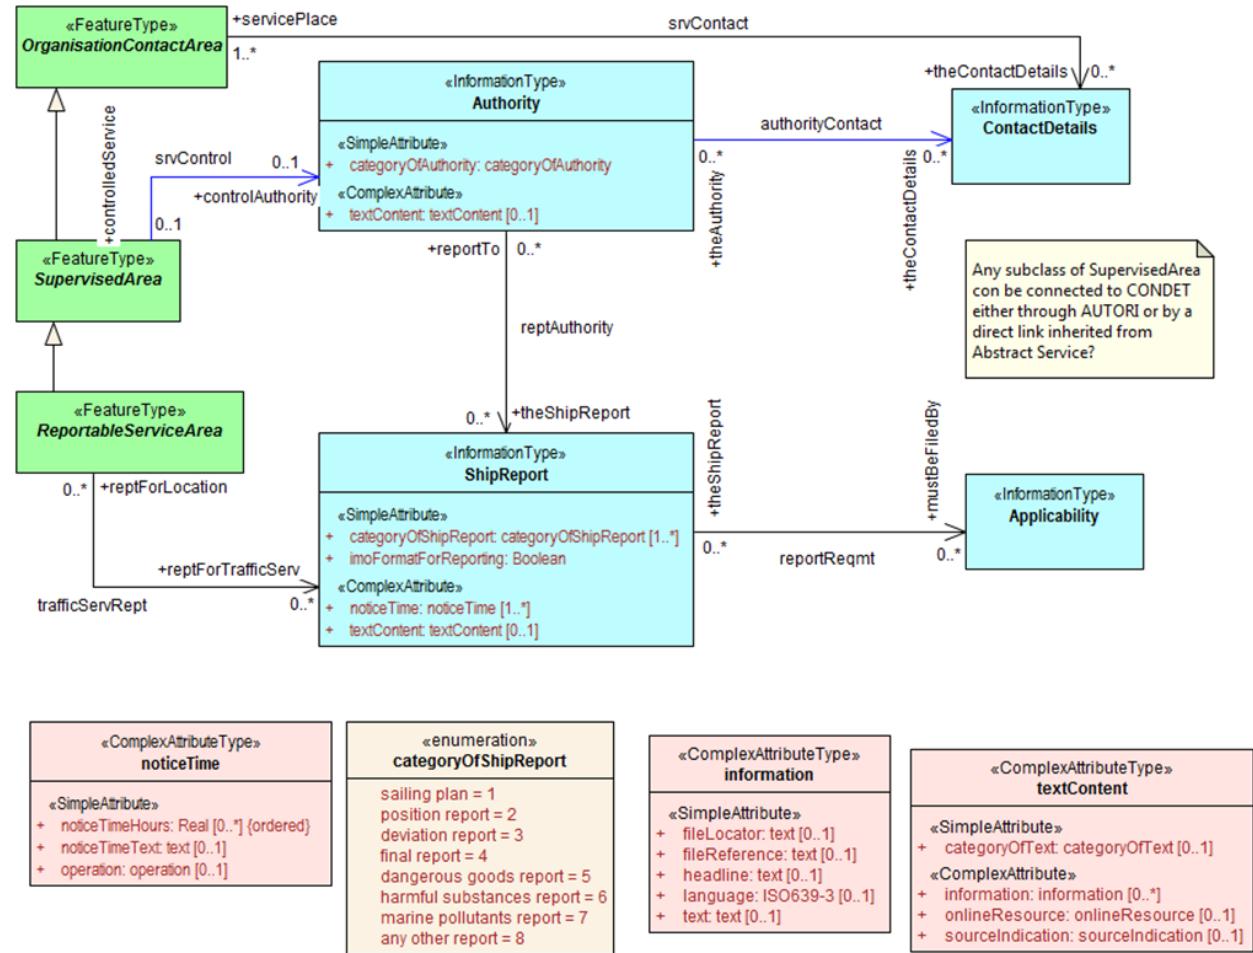 «FeatureType»
OrganisationContactArea
+servicePlace
1..*
srvContact
+theContactDetails
0..*
«InformationType»
Authority
«SimpleAttribute»
+ categoryOfAuthority: categoryOfAuthority
«ComplexAttribute»
+ textContent: textContent [0..1]
«InformationType»
ContactDetails
authorityContact
0..*
+theAuthority
0..*
+theContactDetails
+controlledService
srvControl
0..1
+controlAuthority
0..1
«FeatureType»
SupervisedArea
+reportTo
0..*
reptAuthority
0..*
+theShipReport
Any subclass of SupervisedArea
con be connected to CONDET
either through AUTORI or by a
direct link inherited from
Abstract Service?
«FeatureType»
ReportableServiceArea
0..*
+reptForLocation
+reptForTrafficServ
trafficServRept
0..*
«InformationType»
ShipReport
«SimpleAttribute»
+ categoryOfShipReport: categoryOfShipReport [1..*]
+ imoFormatForReporting: Boolean
«ComplexAttribute»
+ noticeTime: noticeTime [1..*]
+ textContent: textContent [0..1]
+theShipReport
0..*
reportReqmt
+mustBeFiledBy
0..*
«InformationType»
Applicability
«ComplexAttributeType»
noticeTime
«SimpleAttribute»
+ noticeTimeHours: Real [0..*] {ordered}
+ noticeTimeText: text [0..1]
+ operation: operation [0..1]
«enumeration»
categoryOfShipReport
sailing plan = 1
position report = 2
deviation report = 3
final report = 4
dangerous goods report = 5
harmful substances report = 6
marine pollutants report = 7
any other report = 8
«ComplexAttributeType»
information
«SimpleAttribute»
+ fileLocator: text [0..1]
+ fileReference: text [0..1]
+ headline: text [0..1]
+ language: ISO639-3 [0..1]
+ text: text [0..1]
«ComplexAttributeType»
textContent
«SimpleAttribute»
+ categoryOfText: categoryOfText [0..1]
«ComplexAttribute»
+ information: information [0..*]
+ onlineResource: onlineResource [0..1]
+ sourceIndication: sourceIndication [0..1]